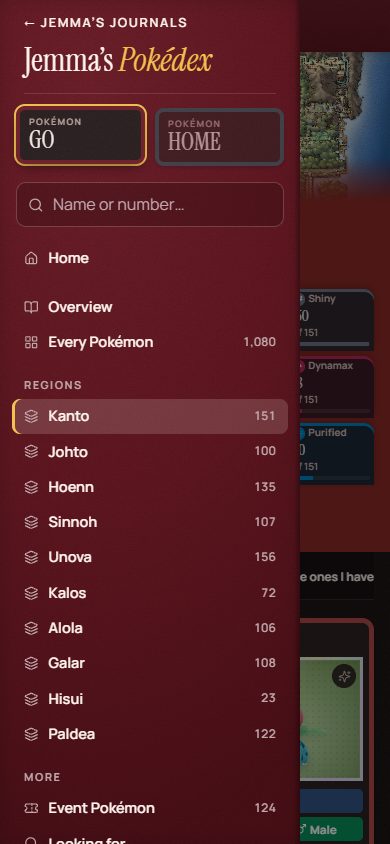 ← JEMMA’S JOURNALS
Jemma’s Pokédex
POKÉMON
GO
POKÉMON
HOME
Name or number…
Home
Overview
Every Pokémon 1,080
REGIONS
Kanto 151
Johto 100
Hoenn 135
Sinnoh 107
Unova 156
Kalos 72
Alola 106
Galar 108
Hisui 23
Paldea 122
MORE
Event Pokémon 124
Looking for
Shiny
151
Dynamax
151
Purified
151
e ones I have
Male